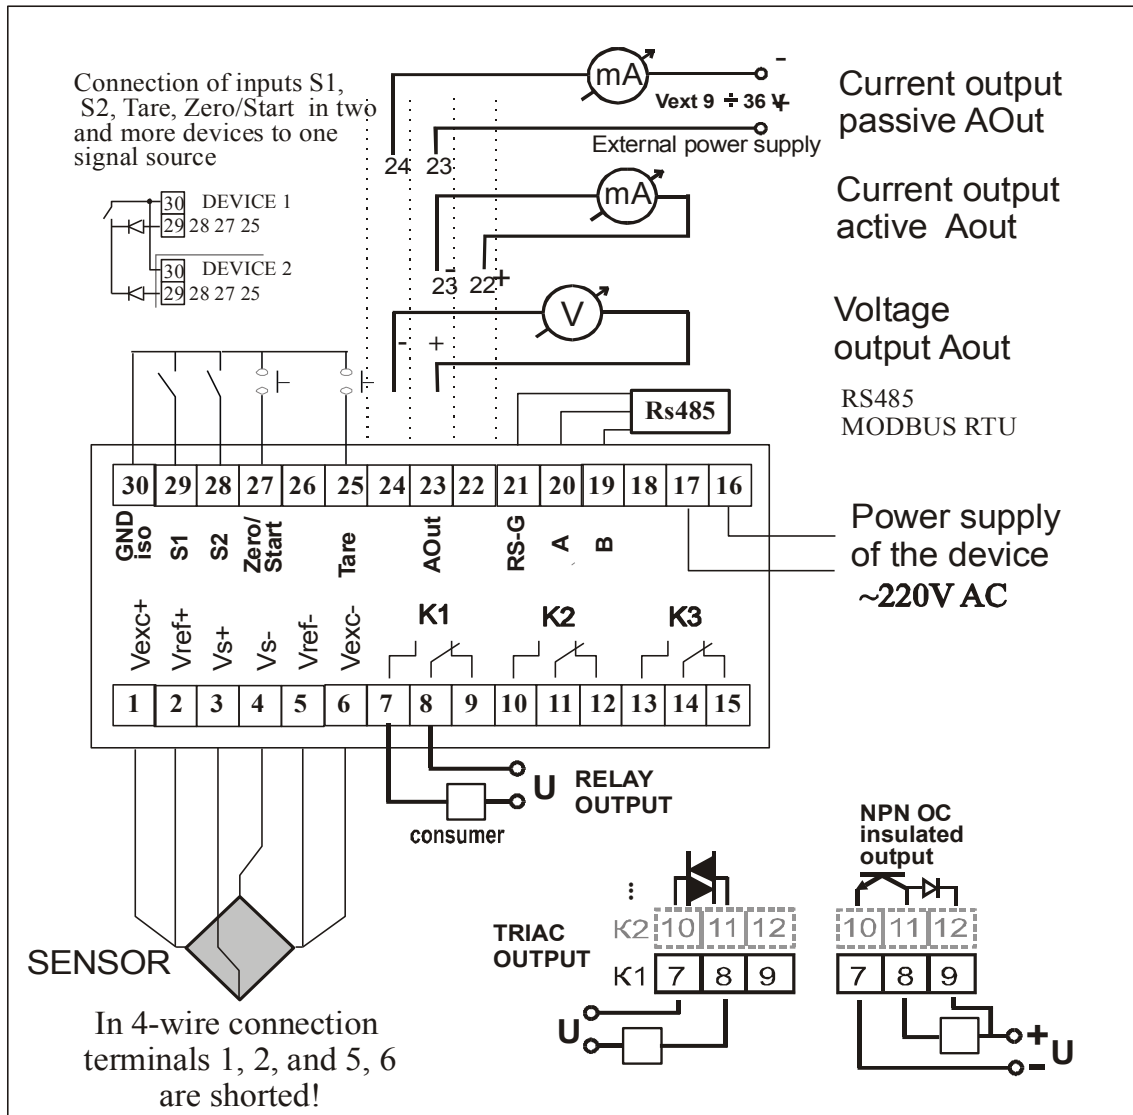 Connection of inputs S1,
S2, Tare, Zero/Start in two
and more devices to one
signal source
30 DEVICE 1
29 28 27 25
30 DEVICE 2
29 28 27 25
mA
-
Vext 9 ÷ 36 V
+
External power supply
24 23
Current output
passive AOut
mA
- +
23 22
Current output
active Aout
V
- +
Voltage
output Aout
Rs485
RS485
MODBUS RTU
30 29 28 27 26 25 24 23 22 21 20 19 18 17 16
GND
iso
S1
S2
Zero/
Start
Tare
AOut
RS-G
A
B
Power supply
of the device
~220V AC
Vexc+
Vref+
Vs+
Vs-
Vref-
Vexc-
K1 K2 K3
1 2 3 4 5 6 7 8 9 10 11 12 13 14 15
U RELAY
OUTPUT
consumer
SENSOR
In 4-wire connection
terminals 1, 2, and 5, 6
are shorted!
TRIAC
OUTPUT
K2 10 11 12
K1 7 8 9
U
NPN OC
insulated
output
10 11 12
7 8 9
+
- U